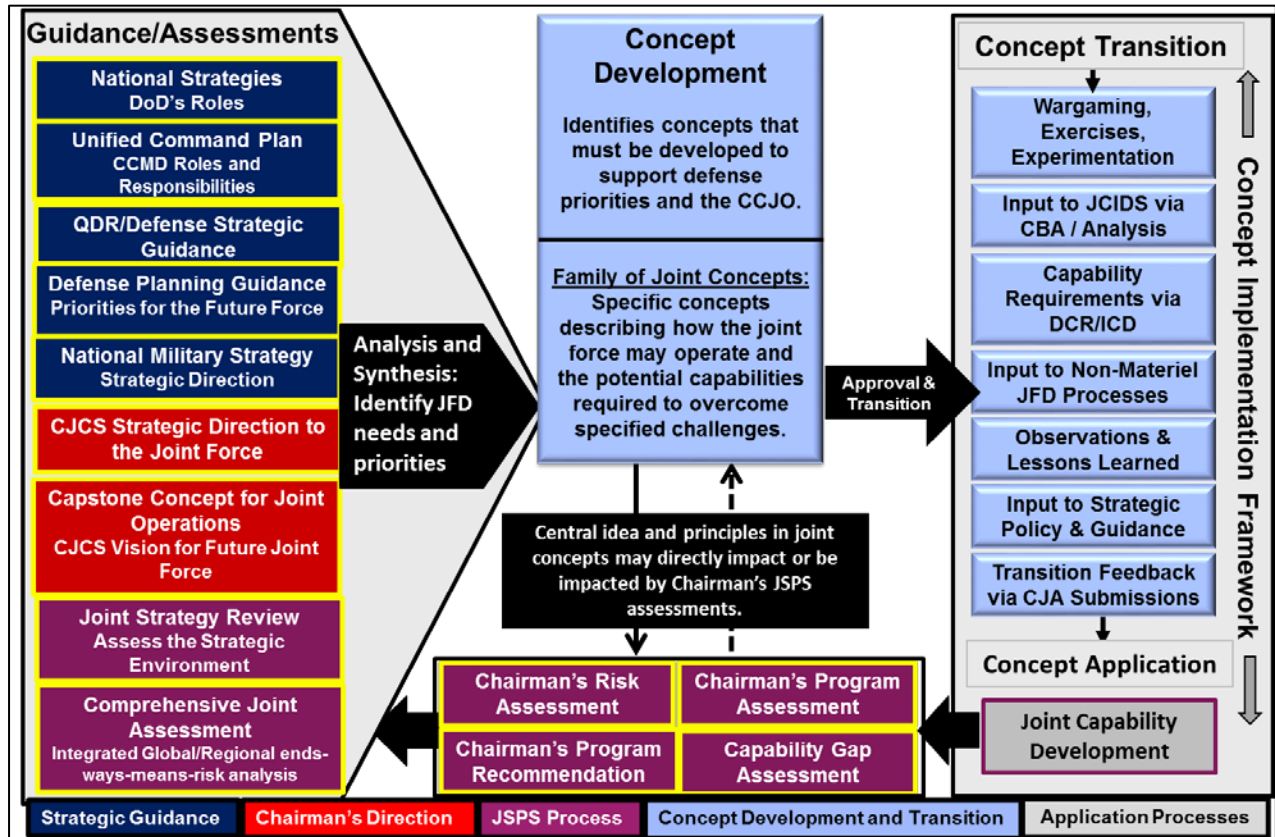 Guidance/Assessments
National Strategies
DoD's Roles
Unified Command Plan
CCMD Roles and
Responsibilities
QDR/Defense Strategic
Guidance
Defense Planning Guidance
Priorities for the Future Force
National Military Strategy
Strategic Direction
CJCS Strategic Direction to
the Joint Force
Capstone Concept for Joint
Operations
CJCS Vision for Future Joint
Force
Joint Strategy Review
Assess the Strategic
Environment
Comprehensive Joint
Assessment
Integrated Global/Regional ends-
ways-means-risk analysis
Analysis and
Synthesis:
Identify JFD
needs and
priorities
Concept
Development
Identifies concepts that
must be developed to
support defense
priorities and the CCJO.
Family of Joint Concepts:
Specific concepts
describing how the joint
force may operate and
the potential capabilities
required to overcome
specified challenges.
Approval &
Transition
Central idea and principles in joint
concepts may directly impact or be
impacted by Chairman's JSPS
assessments.
Chairman's Risk
Assessment
Chairman's Program
Assessment
Chairman's Program
Recommendation
Capability Gap
Assessment
Concept Transition
Wargaming,
Exercises,
Experimentation
Input to JCIDS via
CBA / Analysis
Capability
Requirements via
DCR/ICD
Input to Non-Materiel
JFD Processes
Observations &
Lessons Learned
Input to Strategic
Policy & Guidance
Transition Feedback
via CJA Submissions
Concept Application
Joint Capability
Development
Concept Implementation Framework
Strategic Guidance
Chairman's Direction
JSPS Process
Concept Development and Transition
Application Processes